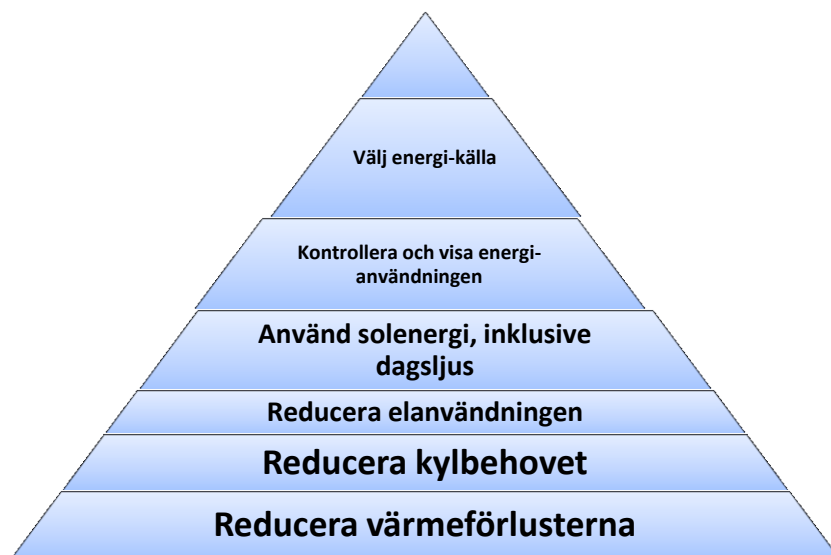 Välj energi-källa
Kontrollera och visa energi-
användningen
Använd solenergi, inklusive
dagsljus
Reducera elanvändningen
Reducera kylbehovet
Reducera värmeförlusterna